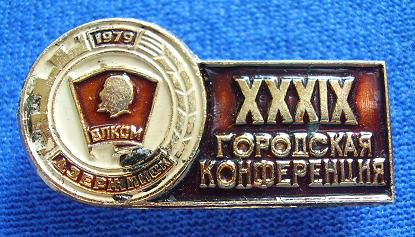 1979
ВЛКСМ
ДЗЕРЖИНСК
XXXIX
ГОРОДСКАЯ
КОНФЕРЕНЦИЯ